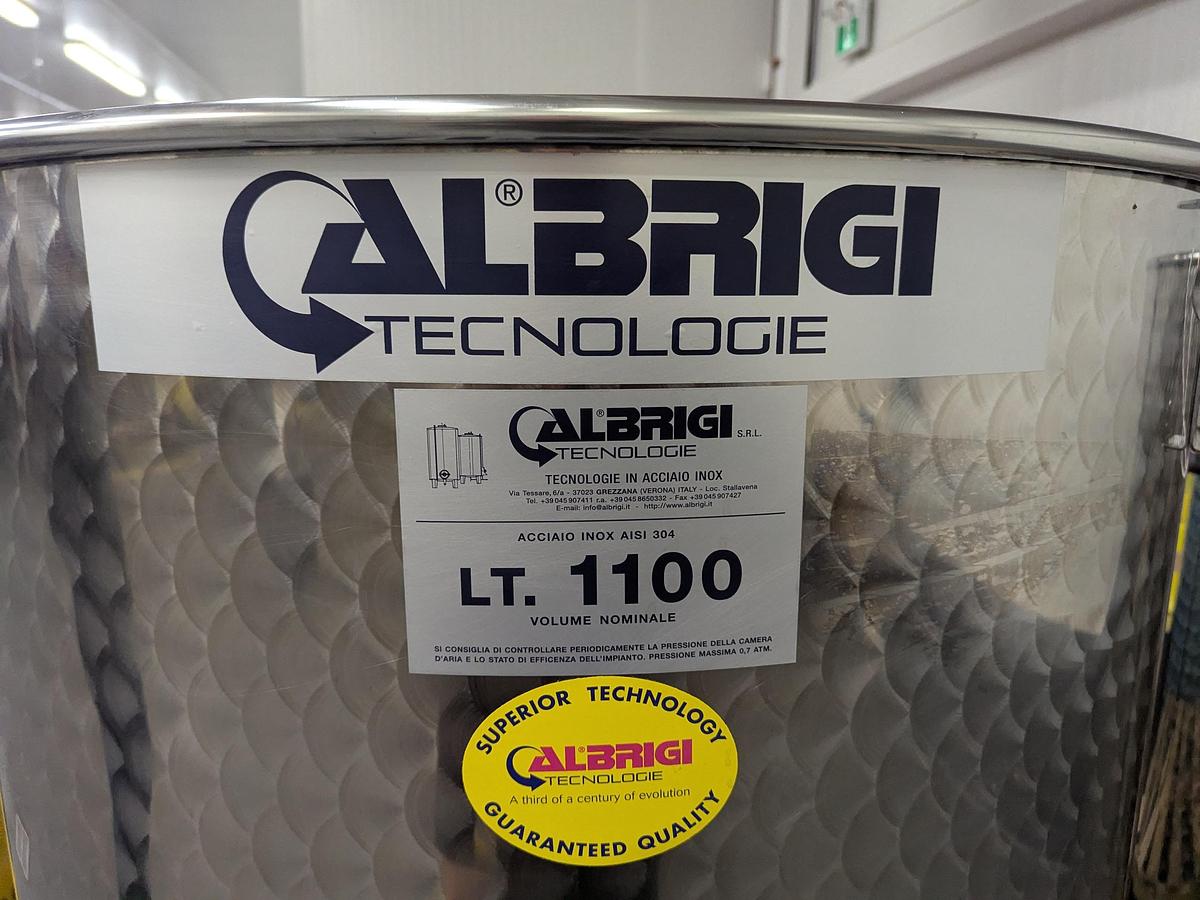 ALBRIGI®
TECNOLOGIE
ALBRIGI® S.R.L.
TECNOLOGIE
TECNOLOGIE IN ACCIAIO INOX
Via Tessare, 6/a - 37023 GREZZANA (VERONA) ITALY - Loc. Stallavena
Tel. +39 045 907411 r.a. +39 045 8650332 - Fax +39 045 907427
E-mail: info@albrigi.it - http://www.albrigi.it
ACCIAIO INOX AISI 304
LT. 1100
VOLUME NOMINALE
SI CONSIGLIA DI CONTROLLARE PERIODICAMENTE LA PRESSIONE DELLA CAMERA
D'ARIA E LO STATO DI EFFICENZA DELL'IMPIANTO. PRESSIONE MASSIMA 0,7 ATM.
SUPERIOR TECHNOLOGY
ALBRIGI®
TECNOLOGIE
A third of a century of evolution
GUARANTEED QUALITY